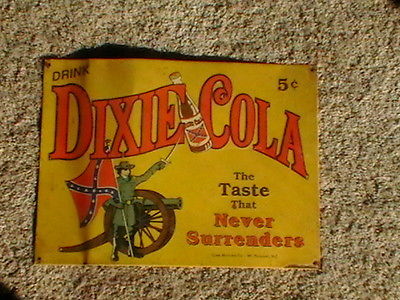 DRINK
DIXIE COLA
5¢
The
Taste
That
Never
Surrenders